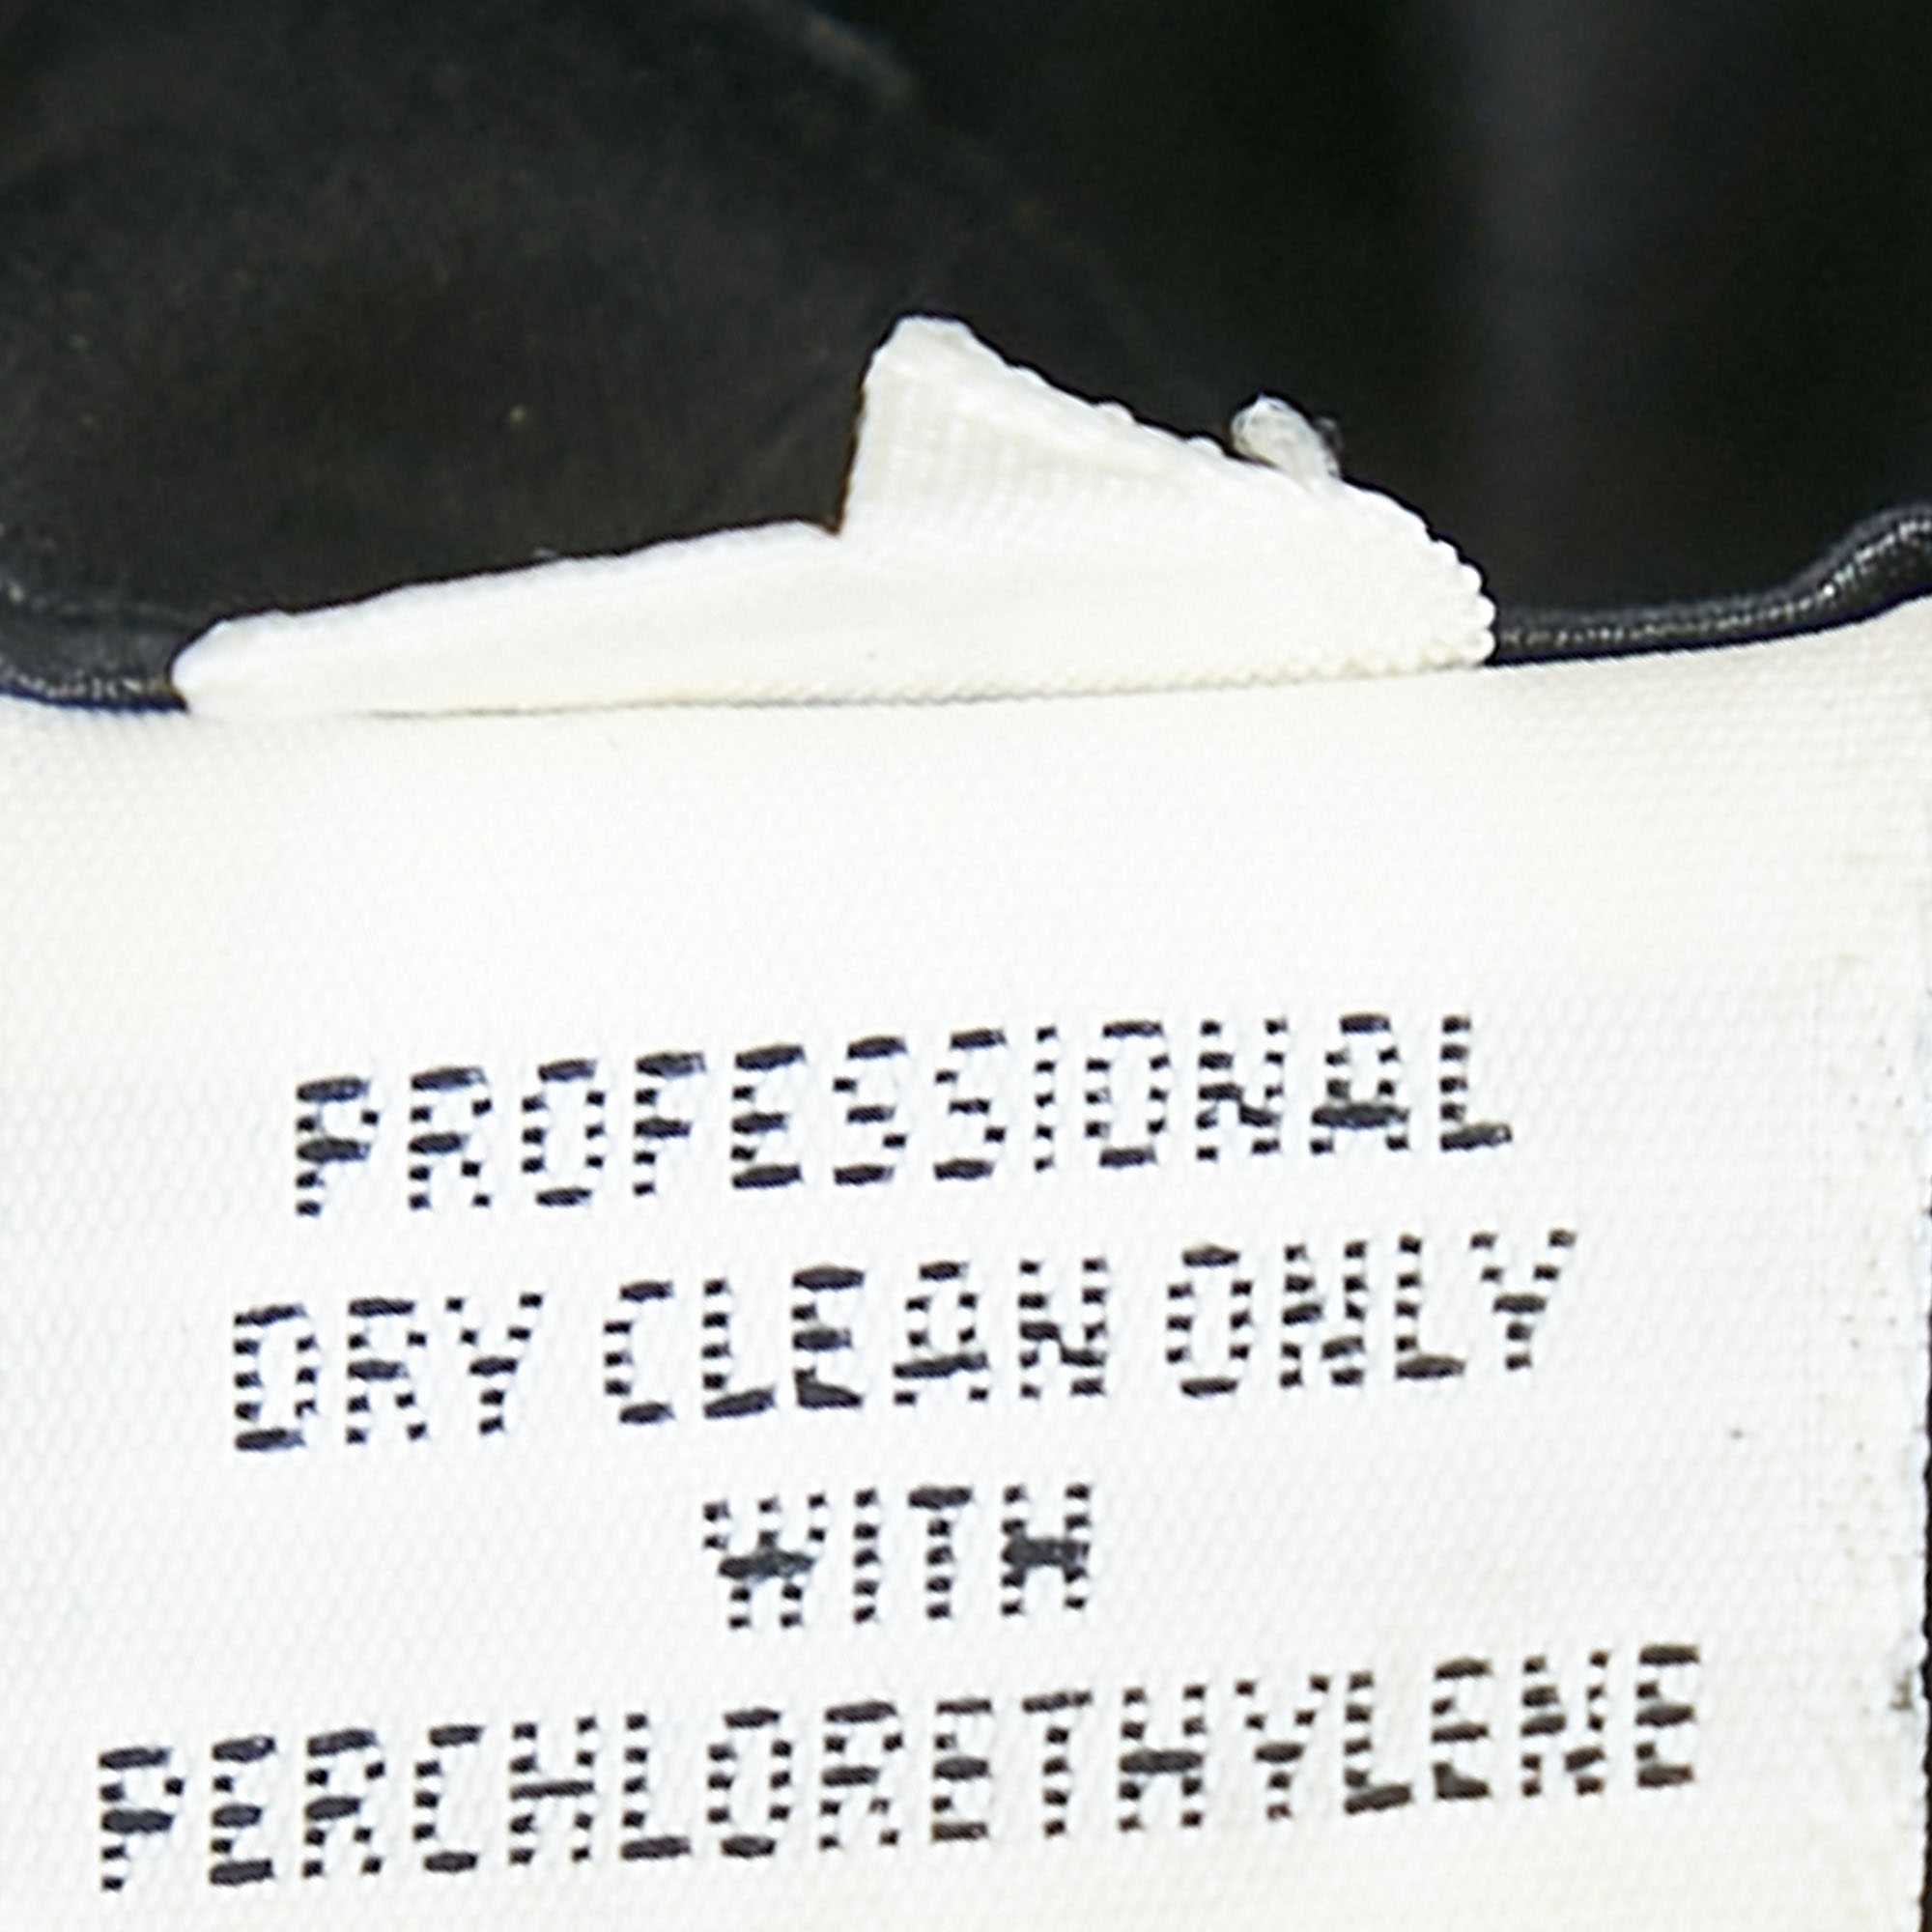 PROFESSIONAL
DRY CLEAN ONLY
WITH
PERCHLORETHYLENE